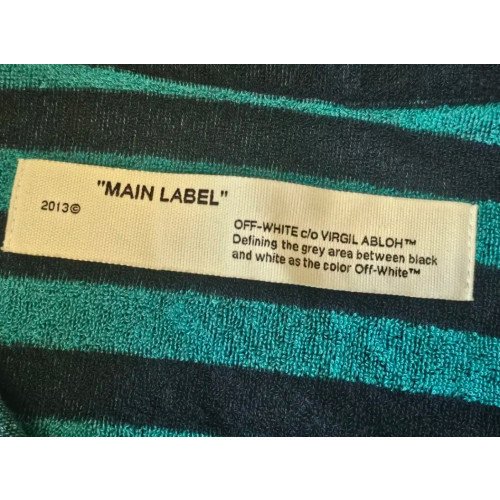 "MAIN LABEL"
2013©
OFF-WHITE c/o VIRGIL ABLOH™
Defining the grey area between black
and white as the color Off-White™